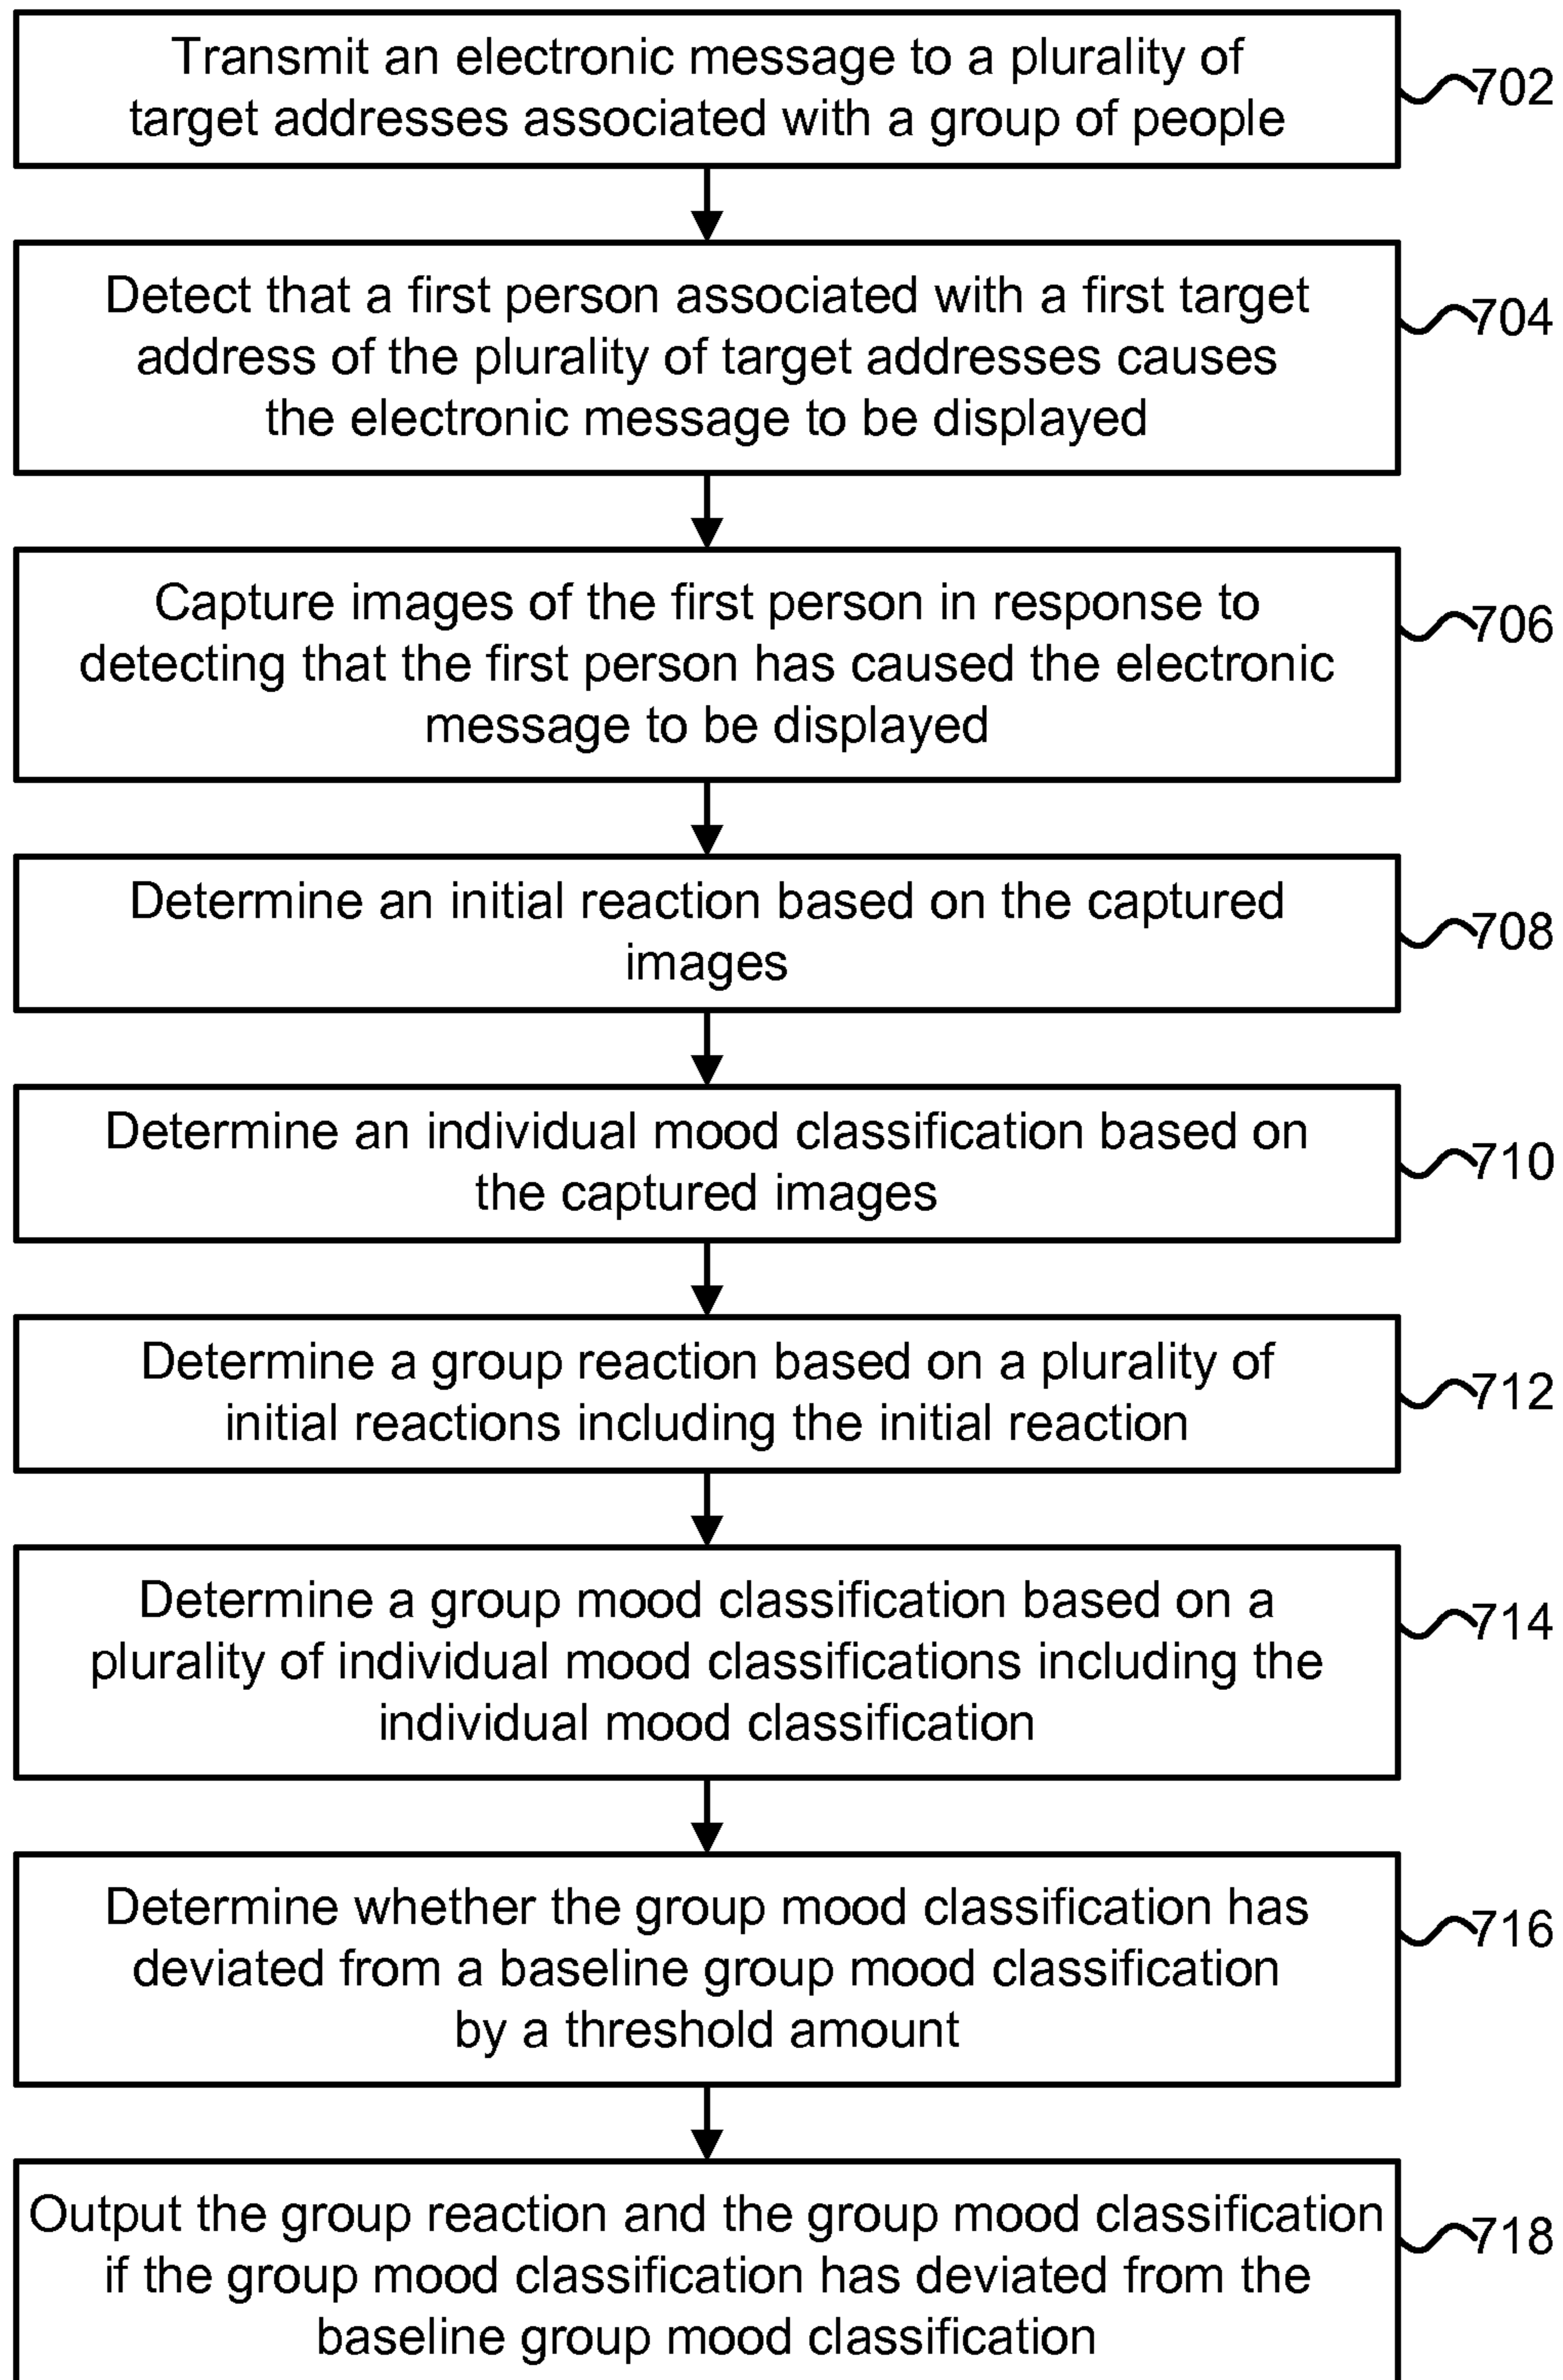 Transmit an electronic message to a plurality of
target addresses associated with a group of people
702
Detect that a first person associated with a first target
address of the plurality of target addresses causes
the electronic message to be displayed
704
Capture images of the first person in response to
detecting that the first person has caused the electronic
message to be displayed
706
Determine an initial reaction based on the captured
images
708
Determine an individual mood classification based on
the captured images
710
Determine a group reaction based on a plurality of
initial reactions including the initial reaction
712
Determine a group mood classification based on a
plurality of individual mood classifications including the
individual mood classification
714
Determine whether the group mood classification has
deviated from a baseline group mood classification
by a threshold amount
716
Output the group reaction and the group mood classification
if the group mood classification has deviated from the
baseline group mood classification
718